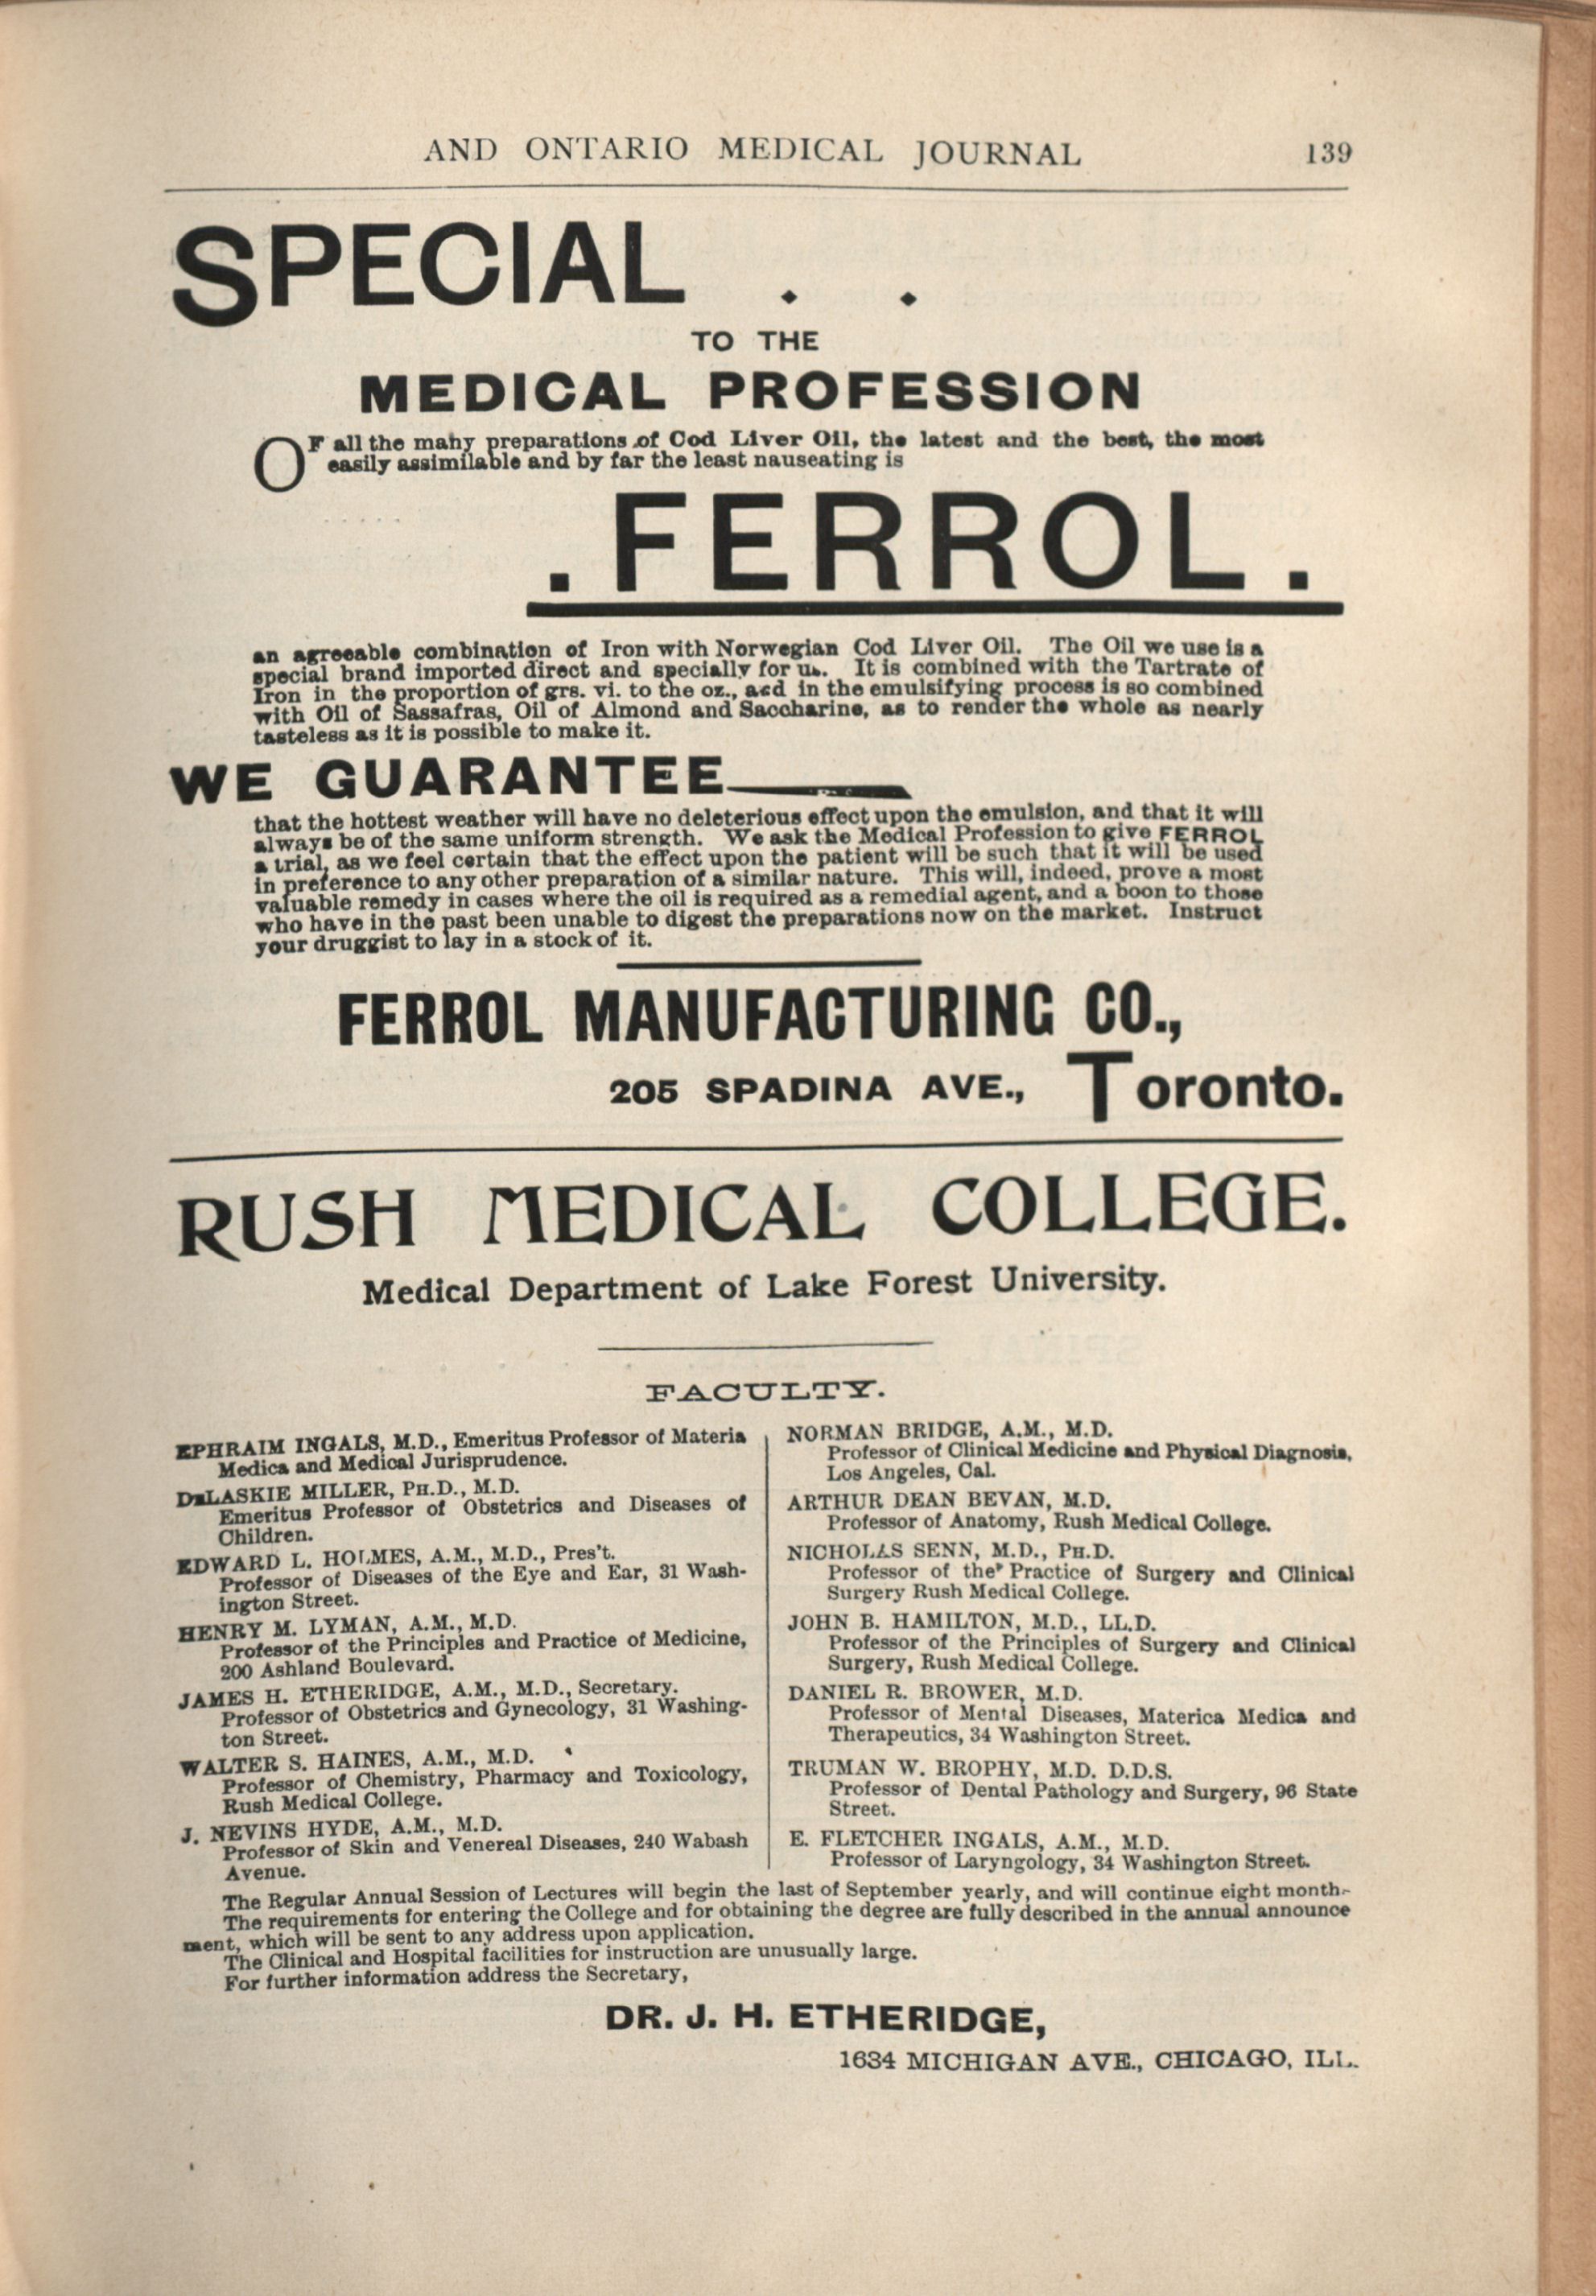 AND ONTARIO MEDICAL JOURNAL 139
SPECIAL . .
TO THE
MEDICAL PROFESSION
OF all the mahy preparations of Cod Liver Oil, the latest and the best, the most
easily assimilable and by far the least nauseating is
. FERROL .
an agreeable combination of Iron with Norwegian Cod Liver Oil. The Oil we use is a
special brand imported direct and specially for us. It is combined with the Tartrate of
Iron in the proportion of grs. vi. to the oz., acd in the emulsifying process is so combined
with Oil of Sassafras, Oil of Almond and Saccharine, as to render the whole as nearly
tasteless as it is possible to make it.
WE GUARANTEE
that the hottest weather will have no deleterious effect upon the emulsion, and that it will
always be of the same uniform strength. We ask the Medical Profession to give FERROL
a trial, as we feel certain that the effect upon the patient will be such that it will be used
in preference to any other preparation of a similar nature. This will, indeed, prove a most
valuable remedy in cases where the oil is required as a remedial agent, and a boon to those
who have in the past been unable to digest the preparations now on the market. Instruct
your druggist to lay in a stock of it.
FERROL MANUFACTURING CO.,
205 SPADINA AVE., Toronto.
RUSH MEDICAL COLLEGE.
Medical Department of Lake Forest University.
FACULTY.
EPHRAIM INGALS, M.D., Emeritus Professor of Materia
Medica and Medical Jurisprudence.
DeLASKIE MILLER, PH.D., M.D.
Emeritus Professor of Obstetrics and Diseases of
Children.
EDWARD L. HOLMES, A.M., M.D., Pres't.
Professor of Diseases of the Eye and Ear, 31 Wash-
ington Street.
HENRY M. LYMAN, A.M., M.D.
Professor of the Principles and Practice of Medicine,
200 Ashland Boulevard.
JAMES H. ETHERIDGE, A.M., M.D., Secretary.
Professor of Obstetrics and Gynecology, 31 Washing-
ton Street.
WALTER S. HAINES, A.M., M.D.
Professor of Chemistry, Pharmacy and Toxicology,
Rush Medical College.
J. NEVINS HYDE, A.M., M.D.
Professor of Skin and Venereal Diseases, 240 Wabash
Avenue.
NORMAN BRIDGE, A.M., M.D.
Professor of Clinical Medicine and Physical Diagnosis,
Los Angeles, Cal.
ARTHUR DEAN BEVAN, M.D.
Professor of Anatomy, Rush Medical College.
NICHOLAS SENN, M.D., PH.D.
Professor of the Practice of Surgery and Clinical
Surgery Rush Medical College.
JOHN B. HAMILTON, M.D., LL.D.
Professor of the Principles of Surgery and Clinical
Surgery, Rush Medical College.
DANIEL R. BROWER, M.D.
Professor of Mental Diseases, Materica Medica and
Therapeutics, 34 Washington Street.
TRUMAN W. BROPHY, M.D. D.D.S.
Professor of Dental Pathology and Surgery, 96 State
Street.
E. FLETCHER INGALS, A.M., M.D.
Professor of Laryngology, 34 Washington Street.
The Regular Annual Session of Lectures will begin the last of September yearly, and will continue eight month-
The requirements for entering the College and for obtaining the degree are fully described in the annual announce
ment, which will be sent to any address upon application.
The Clinical and Hospital facilities for instruction are unusually large.
For further information address the Secretary,
DR. J. H. ETHERIDGE,
1634 MICHIGAN AVE., CHICAGO, ILL.